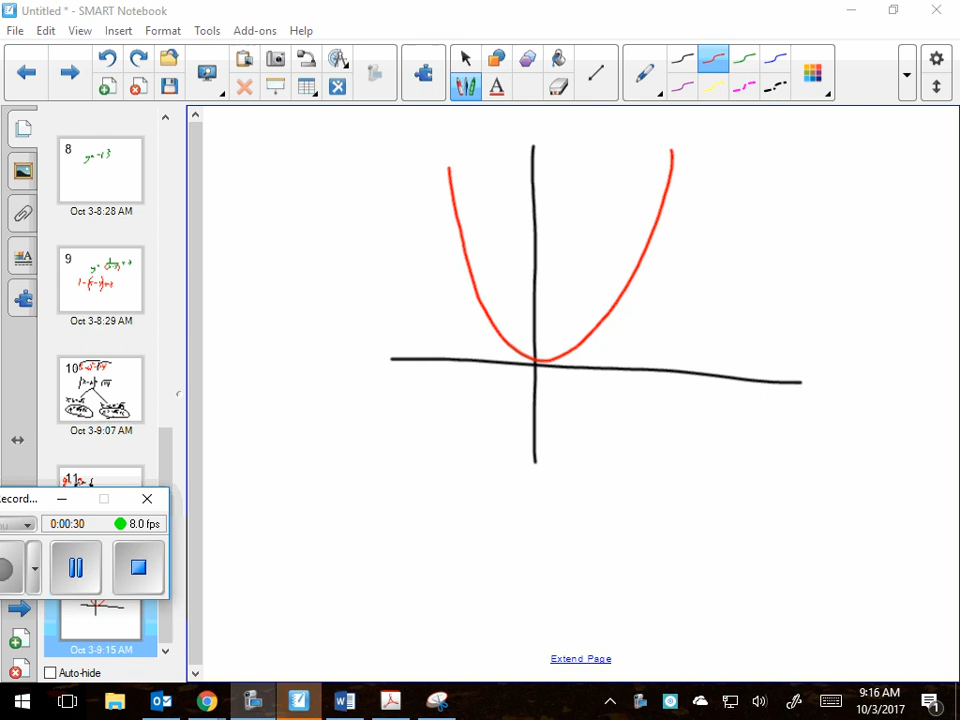 Untitled * - SMART Notebook
File Edit View Insert Format Tools Add-ons Help
8
Oct 3-8:28 AM
9
Oct 3-8:29 AM
10
Oct 3-9:07 AM
11
Record...
0:00:30 8.0 fps
Oct 3-9:15 AM
Auto-hide
Extend Page
9:16 AM
10/3/2017